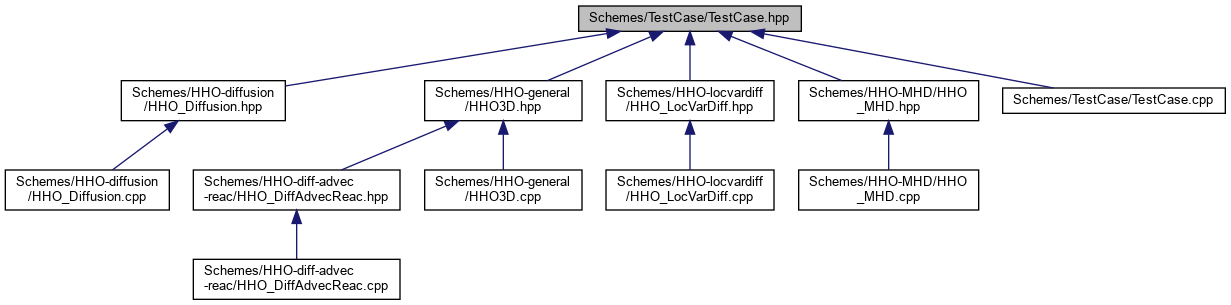 Schemes/TestCase/TestCase.hpp
Schemes/HHO-diffusion
/HHO_Diffusion.hpp
Schemes/HHO-general
/HHO3D.hpp
Schemes/HHO-locvardiff
/HHO_LocVarDiff.hpp
Schemes/HHO-MHD/HHO
_MHD.hpp
Schemes/TestCase/TestCase.cpp
Schemes/HHO-diffusion
/HHO_Diffusion.cpp
Schemes/HHO-diff-advec
-reac/HHO_DiffAdvecReac.hpp
Schemes/HHO-general
/HHO3D.cpp
Schemes/HHO-locvardiff
/HHO_LocVarDiff.cpp
Schemes/HHO-MHD/HHO
_MHD.cpp
Schemes/HHO-diff-advec
-reac/HHO_DiffAdvecReac.cpp